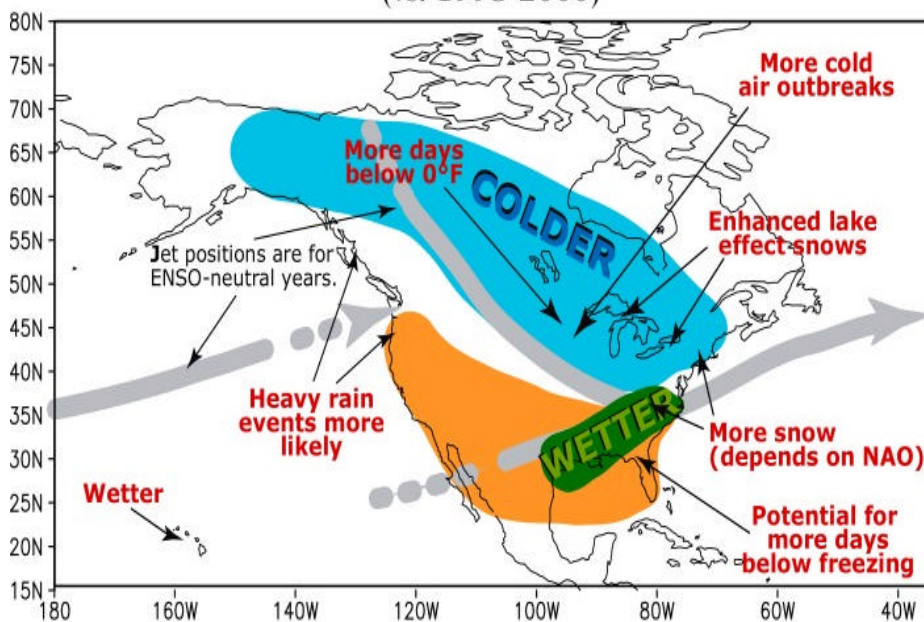 80N
75N
70N
65N
60N
55N
50N
45N
40N
35N
30N
25N
20N
15N
180
160W
140W
120W
100W
80W
60W
40W
More cold
air outbreaks
More days
below 0°F
COLDER
Enhanced lake
effect snows
Jet positions are for
ENSO-neutral years.
Heavy rain
events more
likely
WETTER
More snow
(depends on NAO)
Wetter
Potential for
more days
below freezing